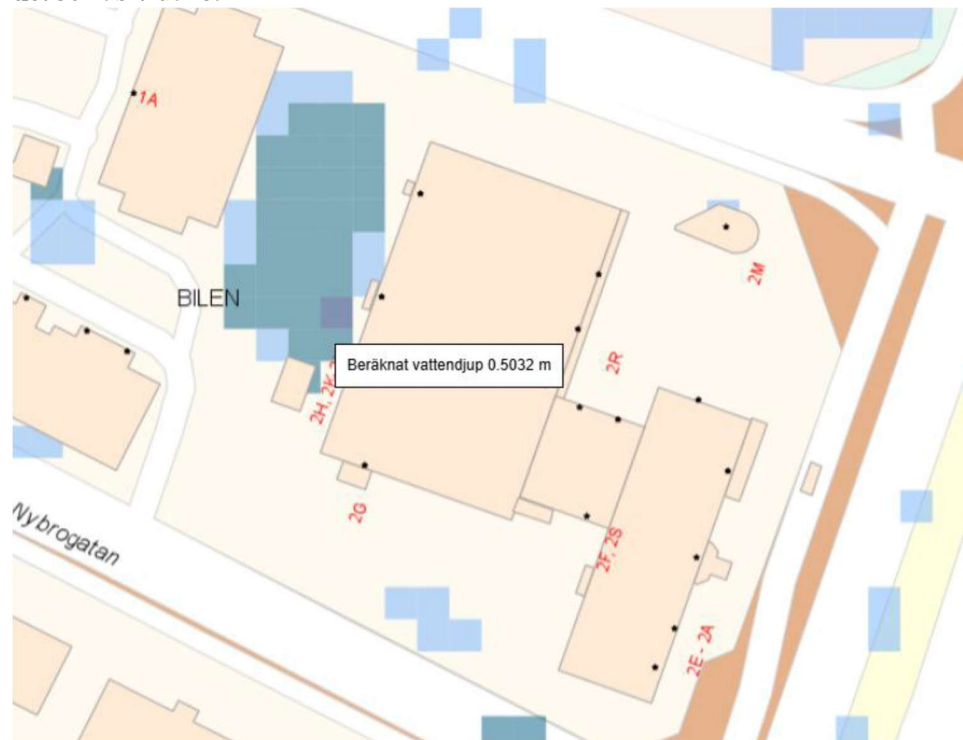 1A
2M
BILEN
Beräknat vattendjup 0.5032 m
2R
2H, 2K
2G
Nybrogatan
2F, 2S
2E - 2A